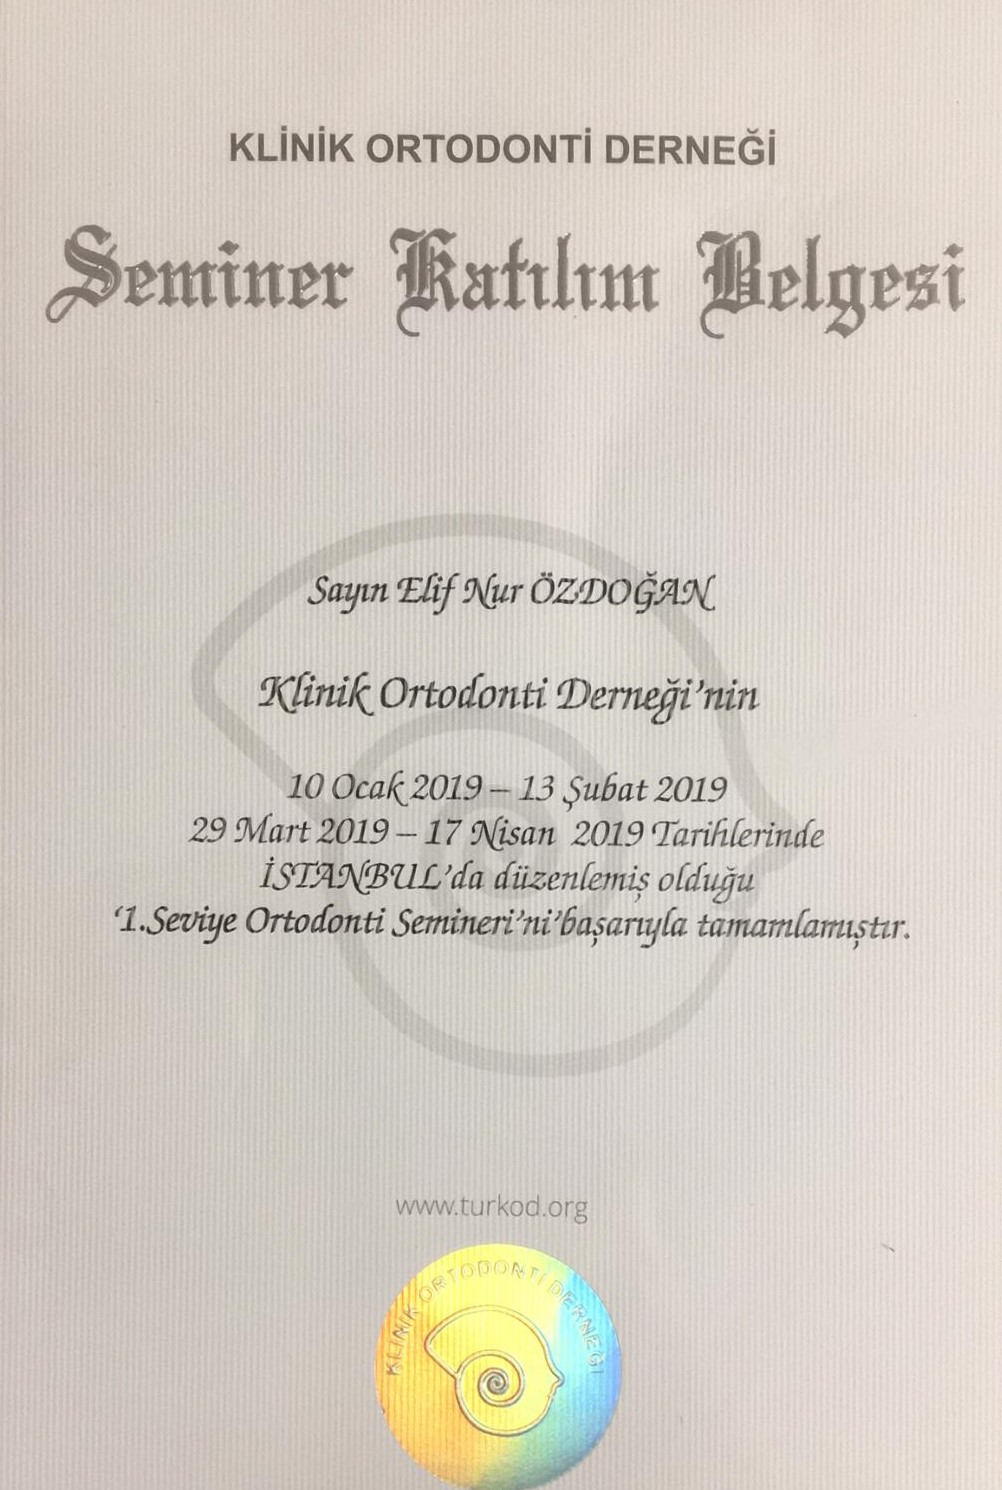 KLİNİK ORTODONTİ DERNEĞİ
Seminer Katılım Belgesi
Sayın Elif Nur ÖZDOĞAN
Klinik Ortodonti Derneği'nin
10 Ocak 2019 – 13 Şubat 2019
29 Mart 2019 – 17 Nisan 2019 Tarihlerinde
İSTANBUL'da düzenlemiş olduğu
‘1.Seviye Ortodonti Semineri’ni’başarıyla tamamlamıştır.
www.turkod.org
KLİNİK ORTODONTİ DERNEĞİ